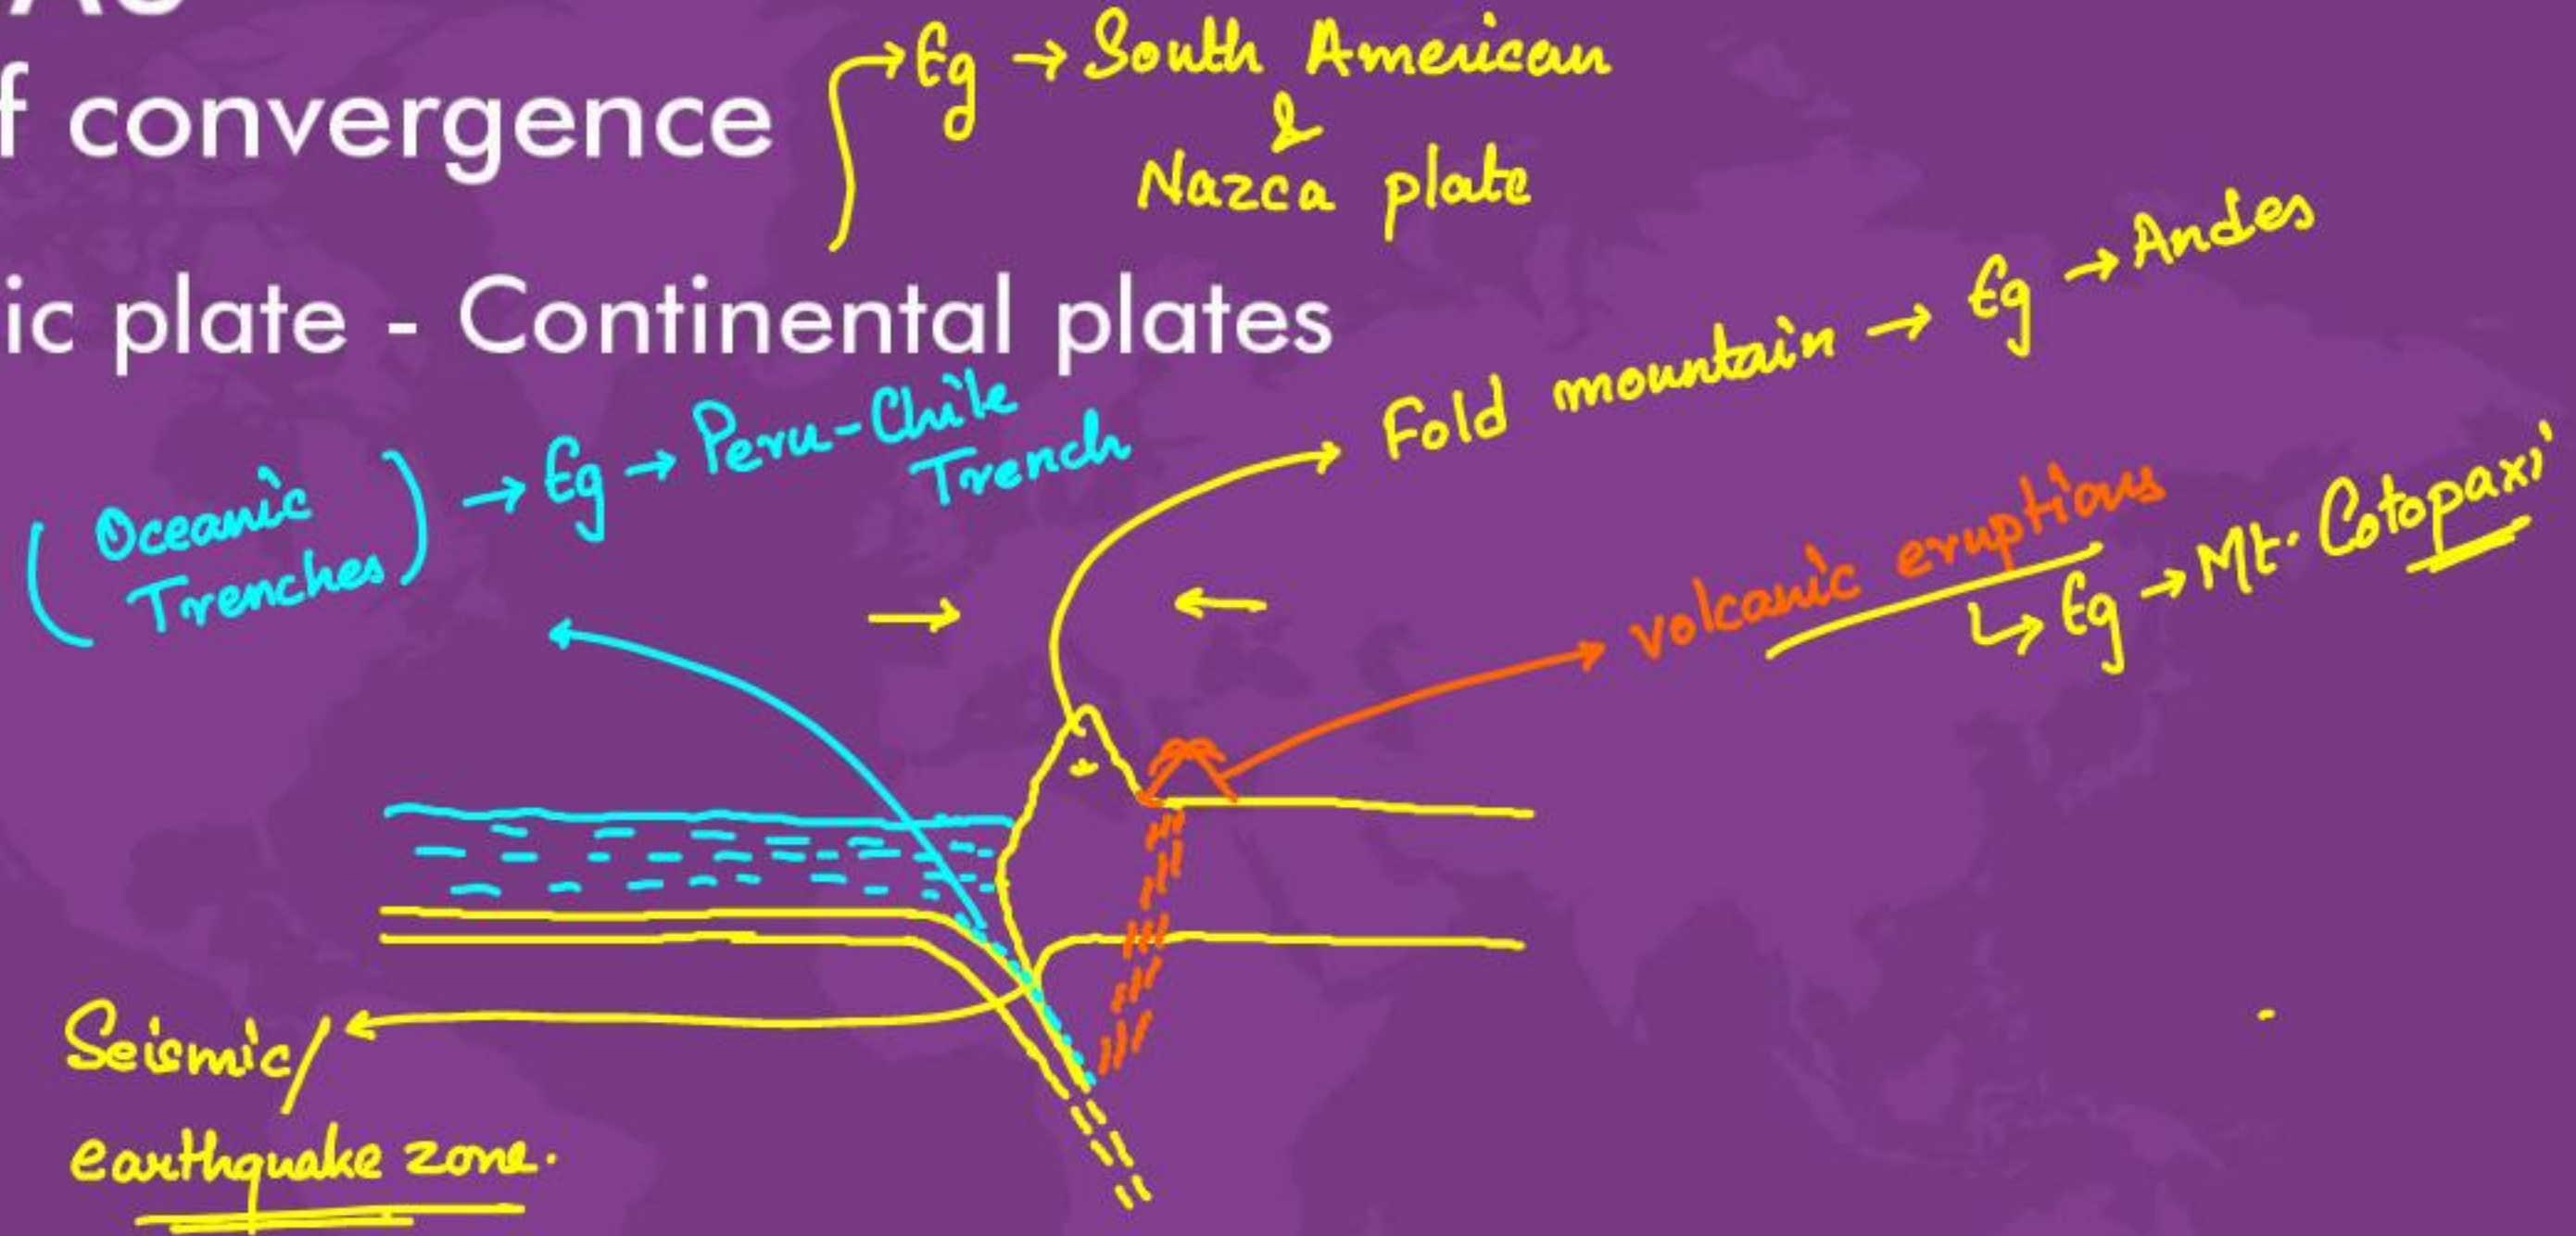 f convergence
→ Eg → South American
&
Nazca plate
ic plate - Continental plates
(Oceanic
Trenches) → Eg → Peru-Chile
Trench
Fold mountain → Eg → Andes
volcanic eruptions
↳ Eg → Mt. Cotopaxi
Seismic/
earthquake zone.